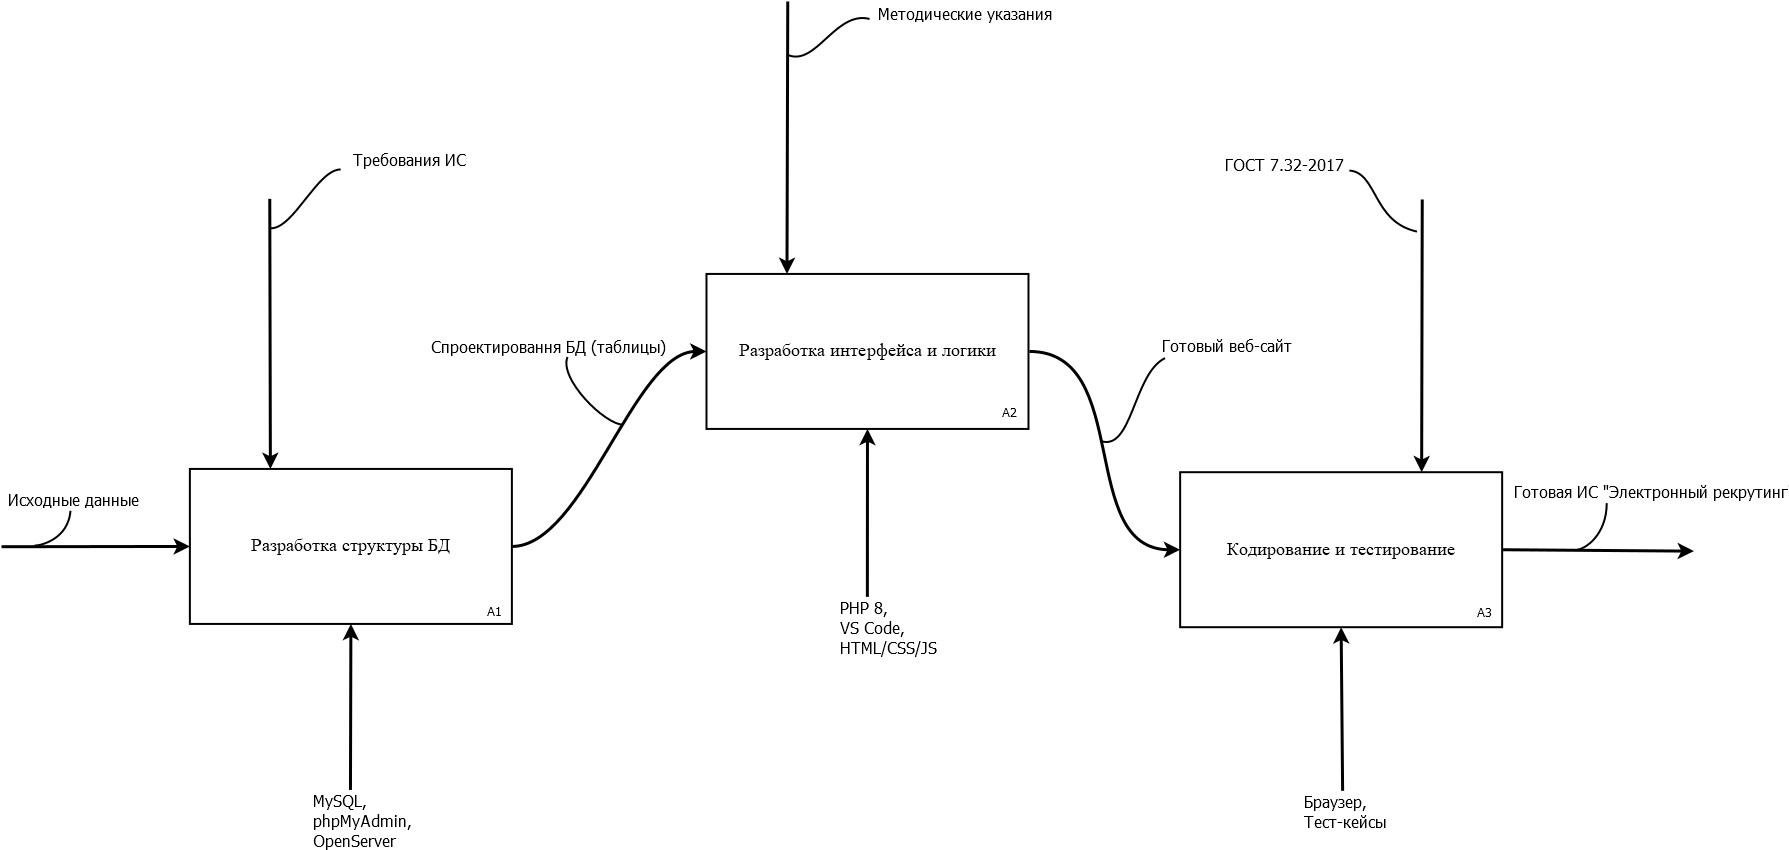 Методические указания
Требования ИС
ГОСТ 7.32-2017
Спроектировання БД (таблицы)
Разработка интерфейса и логики
Готовый веб-сайт
A2
Исходные данные
Готовая ИС "Электронный рекрутинг
Разработка структуры БД
Кодирование и тестирование
A1
A3
PHP 8,
VS Code,
HTML/CSS/JS
MySQL,
phpMyAdmin,
OpenServer
Браузер,
Тест-кейсы